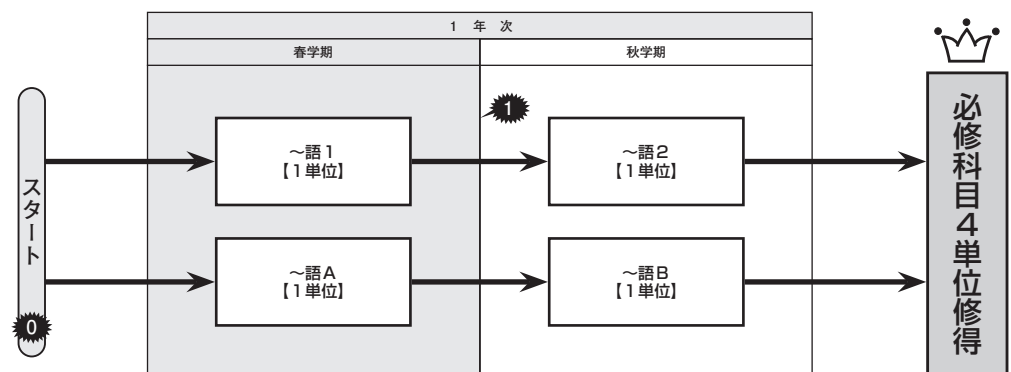 1 年 次
春学期
秋学期
1
～語1
【1単位】
～語2
【1単位】
スタート
～語A
【1単位】
～語B
【1単位】
0
必修科目4単位修得